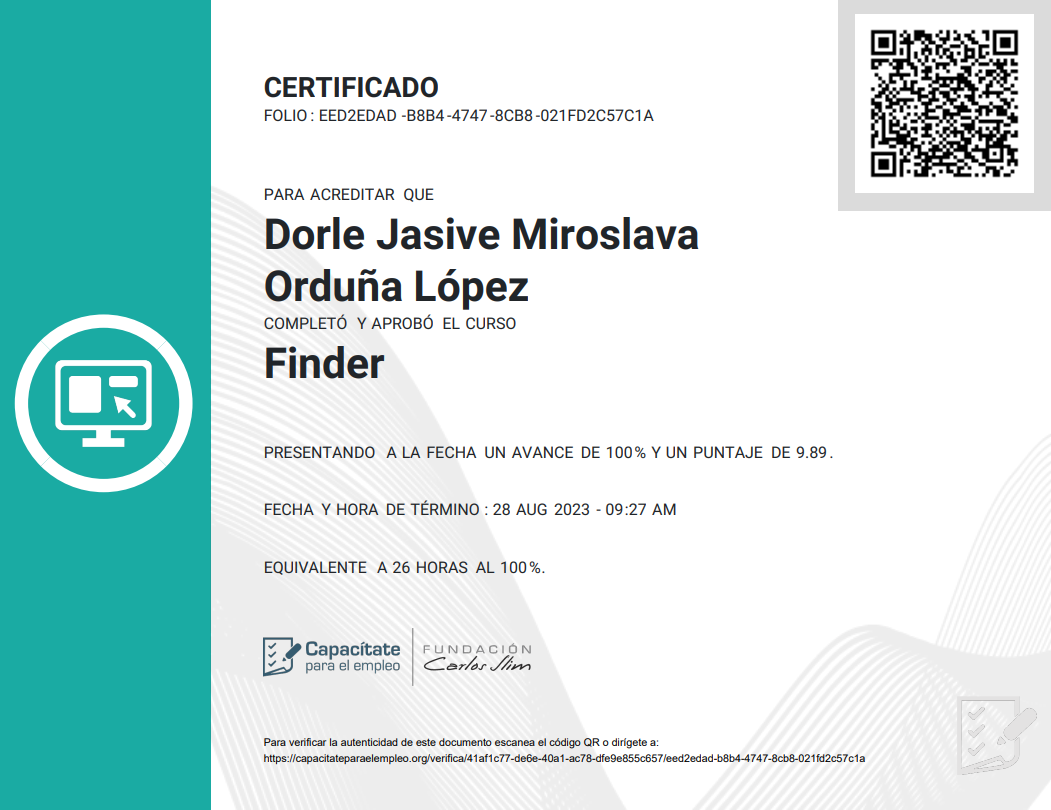 CERTIFICADO
FOLIO : EED2EDAD -B8B4-4747-8CB8-021FD2C57C1A
PARA ACREDITAR QUE
Dorle Jasive Miroslava
Orduña López
COMPLETÓ Y APROBÓ EL CURSO
Finder
PRESENTANDO A LA FECHA UN AVANCE DE 100% Y UN PUNTAJE DE 9.89.
FECHA Y HORA DE TÉRMINO : 28 AUG 2023 - 09:27 AM
EQUIVALENTE A 26 HORAS AL 100%.
Capacítate
para el empleo
FUNDACIÓN
Carlos Slim
Para verificar la autenticidad de este documento escanea el código QR o dirígete a:
https://capacitateparaelempleo.org/verifica/41af1c77-de6e-40a1-ac78-dfe9e855c657/eed2edad-b8b4-4747-8cb8-021fd2c57c1a